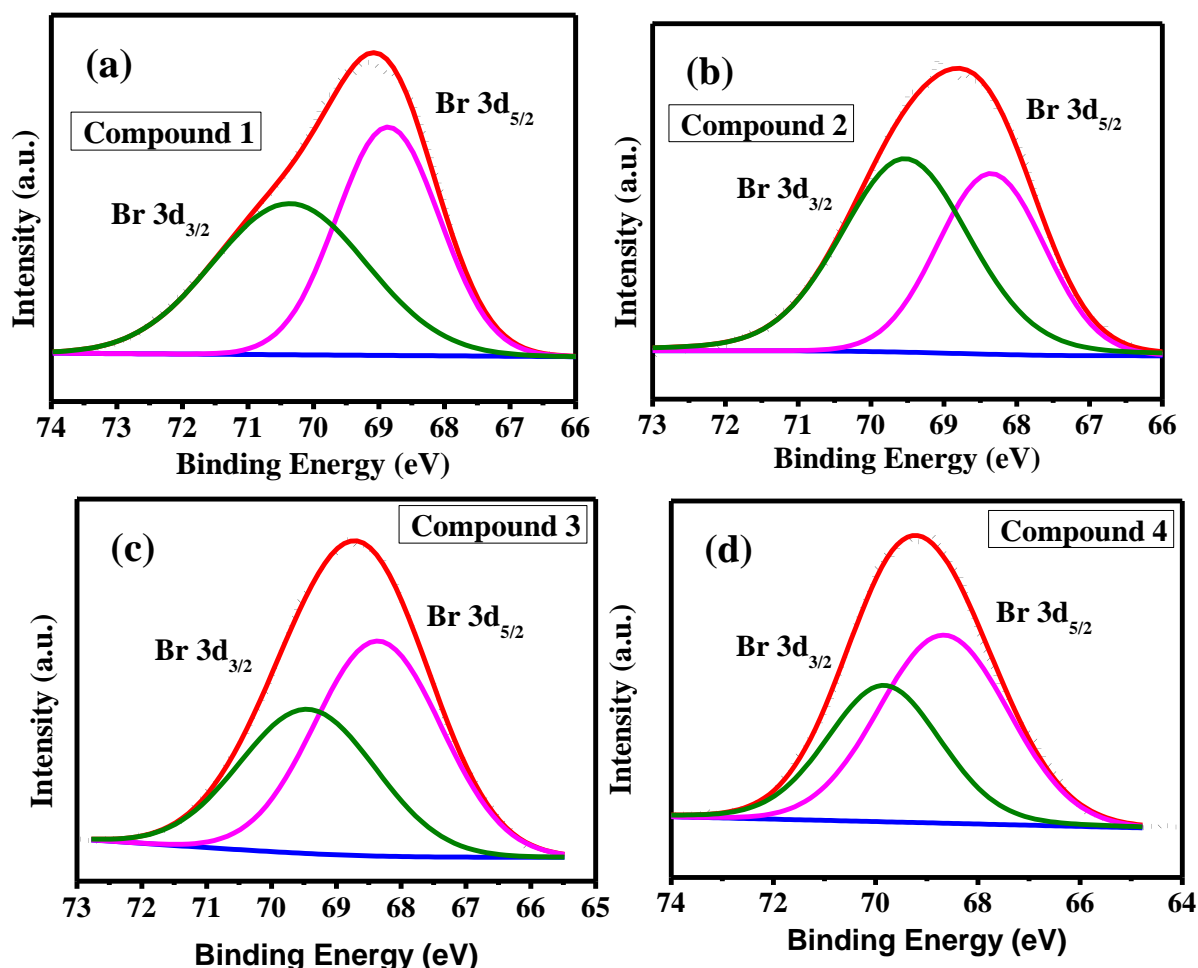 (a)
Compound 1
Br 3d5/2
Br 3d3/2
Intensity (a.u.)
74 73 72 71 70 69 68 67 66
Binding Energy (eV)
(b)
Compound 2
Br 3d5/2
Br 3d3/2
Intensity (a.u.)
73 72 71 70 69 68 67 66
Binding Energy (eV)
(c)
Compound 3
Br 3d5/2
Br 3d3/2
Intensity (a.u.)
73 72 71 70 69 68 67 66 65
Binding Energy (eV)
(d)
Compound 4
Br 3d5/2
Br 3d3/2
Intensity (a.u.)
74 72 70 68 66 64
Binding Energy (eV)